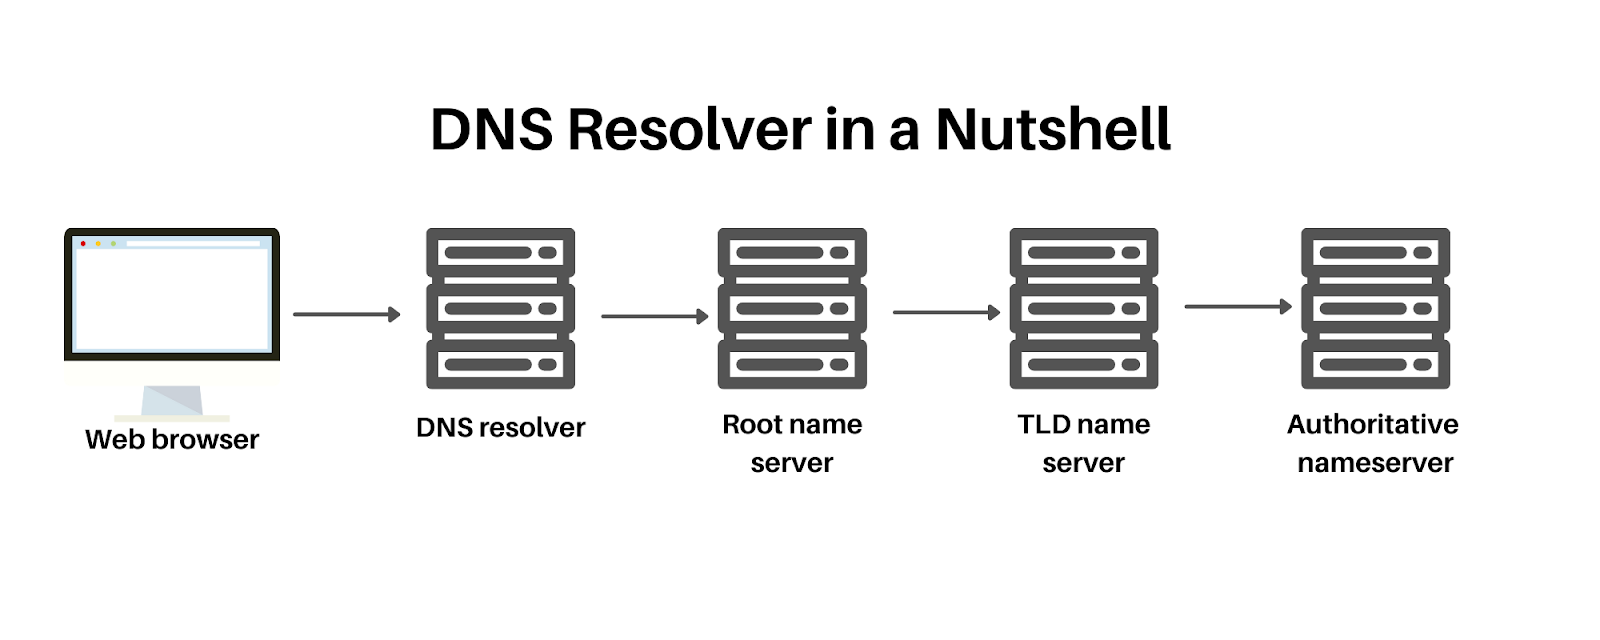 DNS Resolver in a Nutshell
Web browser
DNS resolver
Root name
server
TLD name
server
Authoritative
nameserver